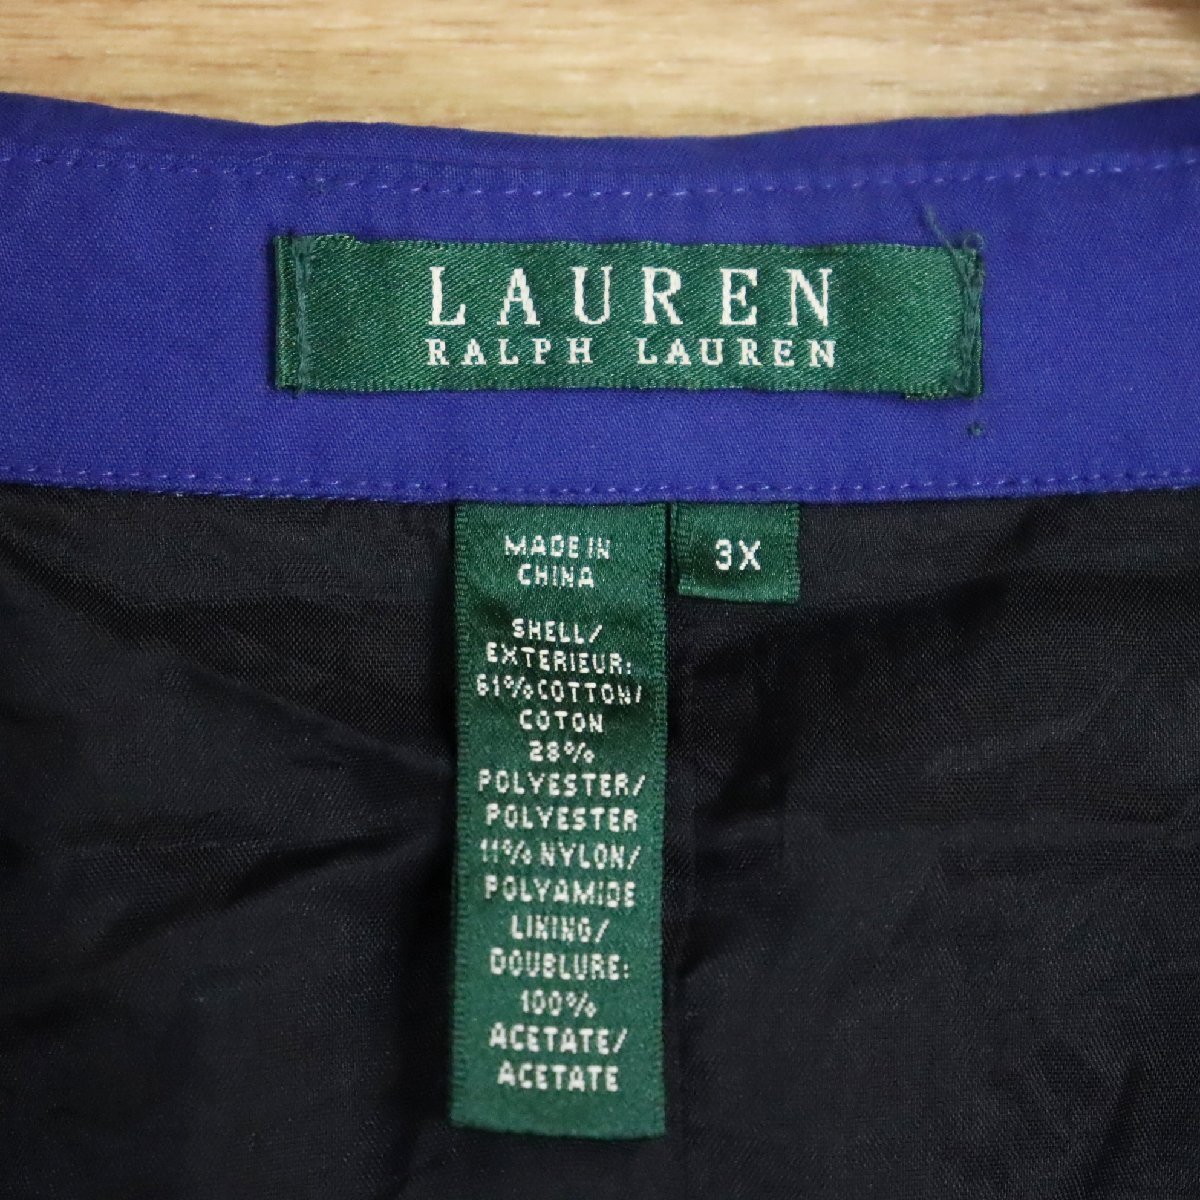 LAUREN
RALPH LAUREN
MADE IN
CHINA
SHELL/
EXTERIEUR:
61% COTTON/
COTON
28%
POLYESTER/
POLYESTER
11% NYLON/
POLYAMIDE
LINING/
DOUBLURE:
100%
ACETATE/
ACETATE
3X